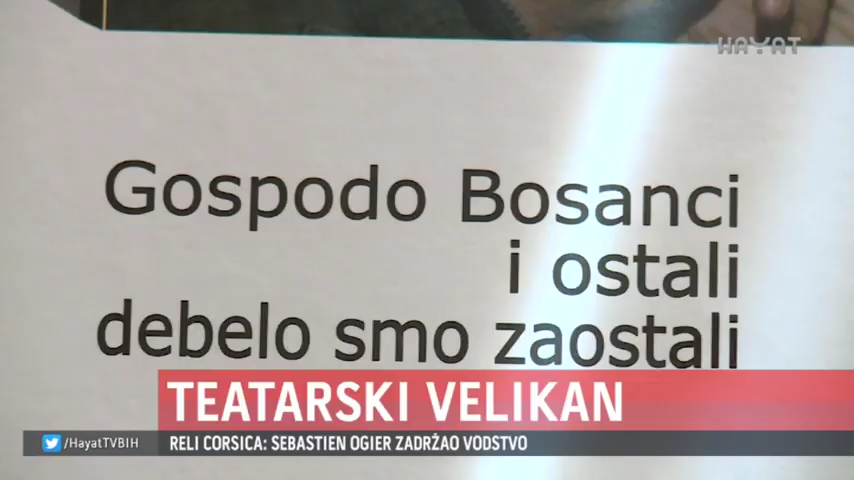 HAYAT
Gospodo Bosanci
i ostali
debelo smo zaostali
TEATARSKI VELIKAN
/HayatTVBIH
RELI CORSICA: SEBASTIEN OGIER ZADRŽAO VODSTVO